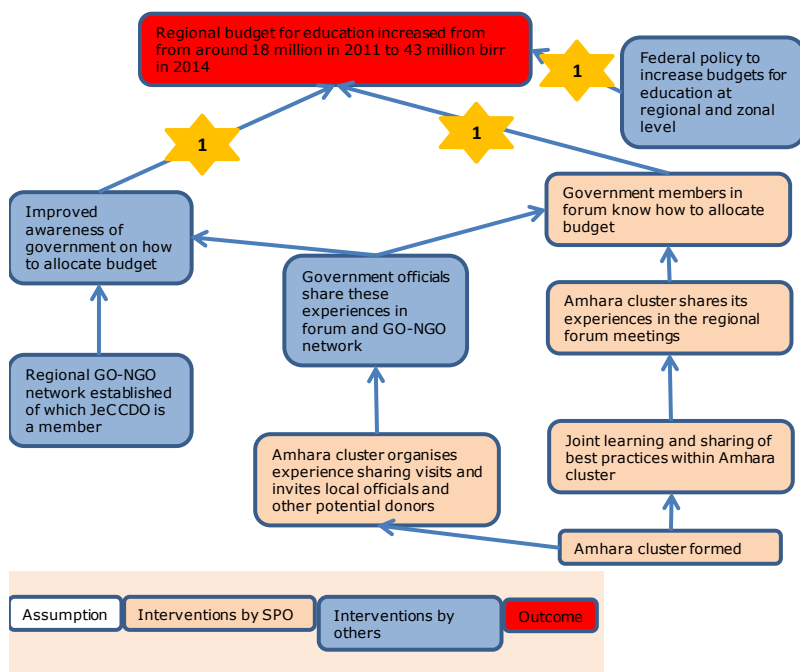 Regional budget for education increased from
from around 18 million in 2011 to 43 million birr
in 2014
1
Federal policy to
increase budgets for
education at
regional and zonal
level
1
1
Improved
awareness of
government on how
to allocate budget
Government members in
forum know how to allocate
budget
Government officials
share these
experiences in
forum and GO-NGO
network
Amhara cluster shares its
experiences in the regional
forum meetings
Regional GO-NGO
network established
of which JeCCDO is
a member
Amhara cluster organises
experience sharing visits and
invites local officials and
other potential donors
Joint learning and sharing of
best practices within Amhara
cluster
Amhara cluster formed
Assumption
Interventions by SPO
Interventions by
others
Outcome